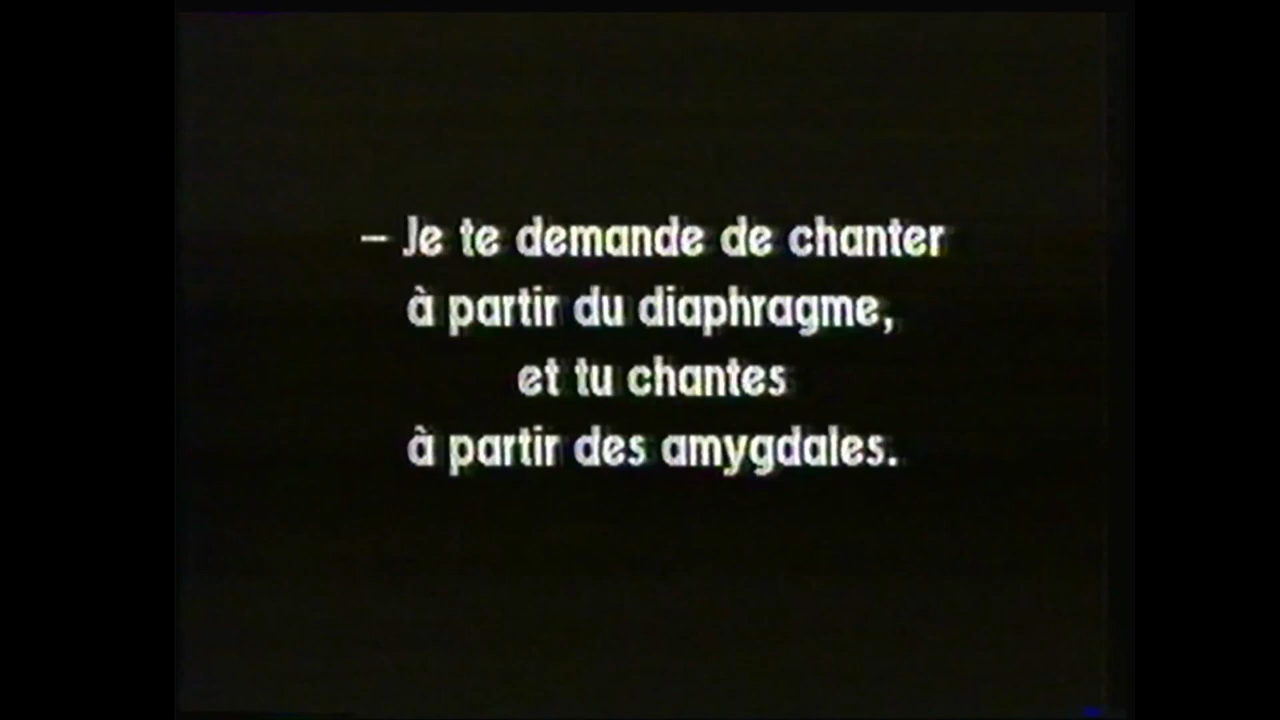 – Je te demande de chanter
à partir du diaphragme,
et tu chantes
à partir des amygdales.